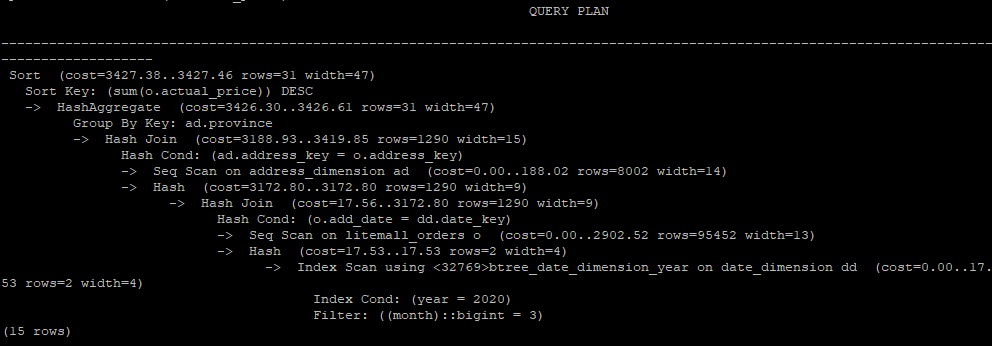 QUERY PLAN
----------------------------------------------------------------------------------------------------------------------------
-------------------
Sort  (cost=3427.38..3427.46 rows=31 width=47)
  Sort Key: (sum(o.actual_price)) DESC
  ->  HashAggregate  (cost=3426.30..3426.61 rows=31 width=47)
        Group By Key: ad.province
        ->  Hash Join  (cost=3188.93..3419.85 rows=1290 width=15)
              Hash Cond: (ad.address_key = o.address_key)
              ->  Seq Scan on address_dimension ad  (cost=0.00..188.02 rows=8002 width=14)
              ->  Hash  (cost=3172.80..3172.80 rows=1290 width=9)
                    ->  Hash Join  (cost=17.56..3172.80 rows=1290 width=9)
                          Hash Cond: (o.add_date = dd.date_key)
                          ->  Seq Scan on litemall_orders o  (cost=0.00..2902.52 rows=95452 width=13)
                          ->  Hash  (cost=17.53..17.53 rows=2 width=4)
                                ->  Index Scan using <32769>btree_date_dimension_year on date_dimension dd  (cost=0.00..17.
53 rows=2 width=4)
                                      Index Cond: (year = 2020)
                                      Filter: ((month)::bigint = 3)
(15 rows)